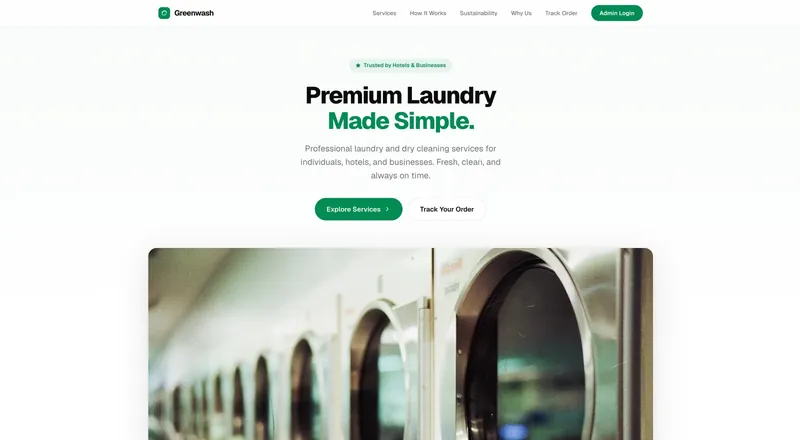 Greenwash
Services How It Works Sustainability Why Us Track Order Admin Login
Trusted by Hotels & Businesses
Premium Laundry
Made Simple.
Professional laundry and dry cleaning services for
individuals, hotels, and businesses. Fresh, clean, and
always on time.
Explore Services
Track Your Order